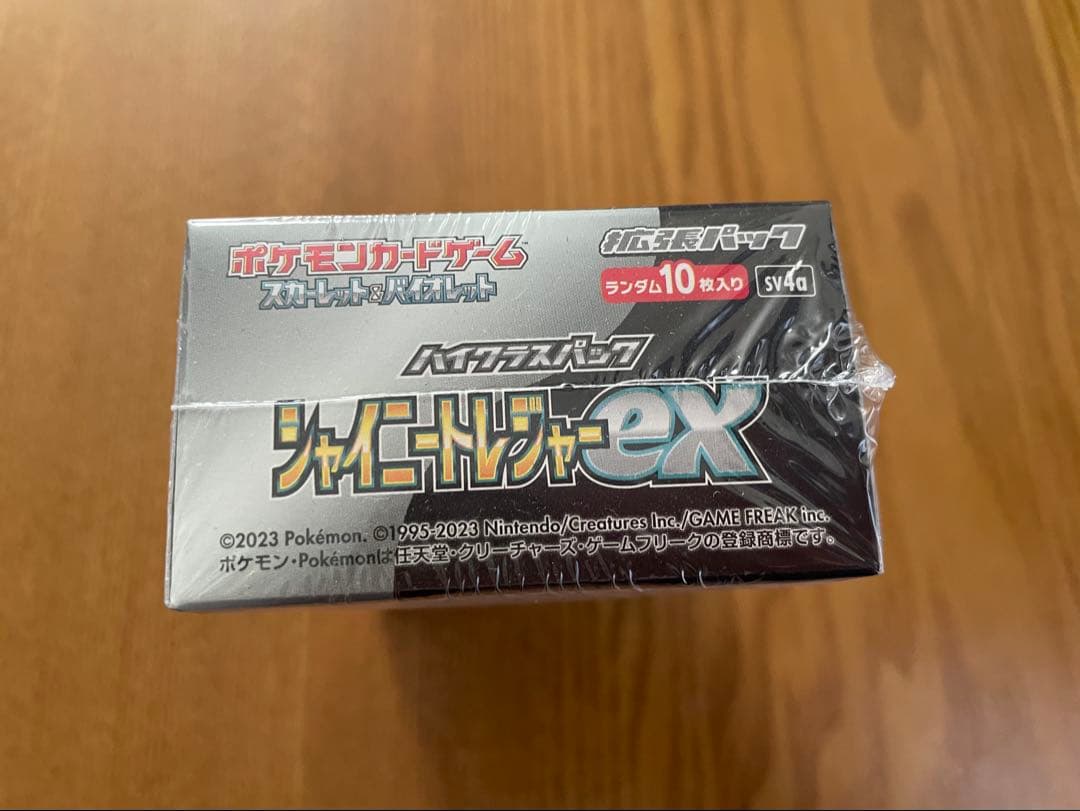 ポケモンカードゲーム™
スカーレット&バイオレット
拡張パック
ランダム10枚入り
SV4a
ハイクラスパック
シャイニートレジャーex
©2023 Pokémon. ©1995-2023 Nintendo/Creatures Inc./GAME FREAK inc.
ポケモン・Pokémonは任天堂・クリーチャーズ・ゲームフリークの登録商標です。